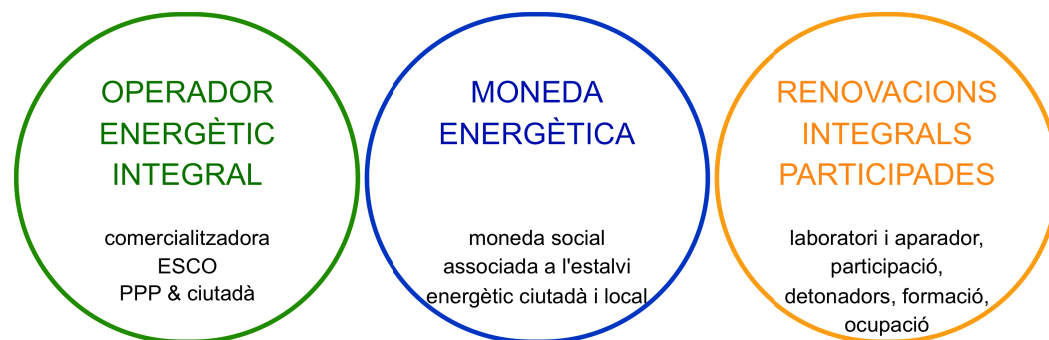 OPERADOR
ENERGÈTIC
INTEGRAL
comercialitzadora
ESCO
PPP & ciutadà
MONEDA
ENERGÈTICA
moneda social
associada a l'estalvi
energètic ciutadà i local
RENOVACIONS
INTEGRALS
PARTICIPADES
laboratori i aparador,
participació,
detonadors, formació,
ocupació